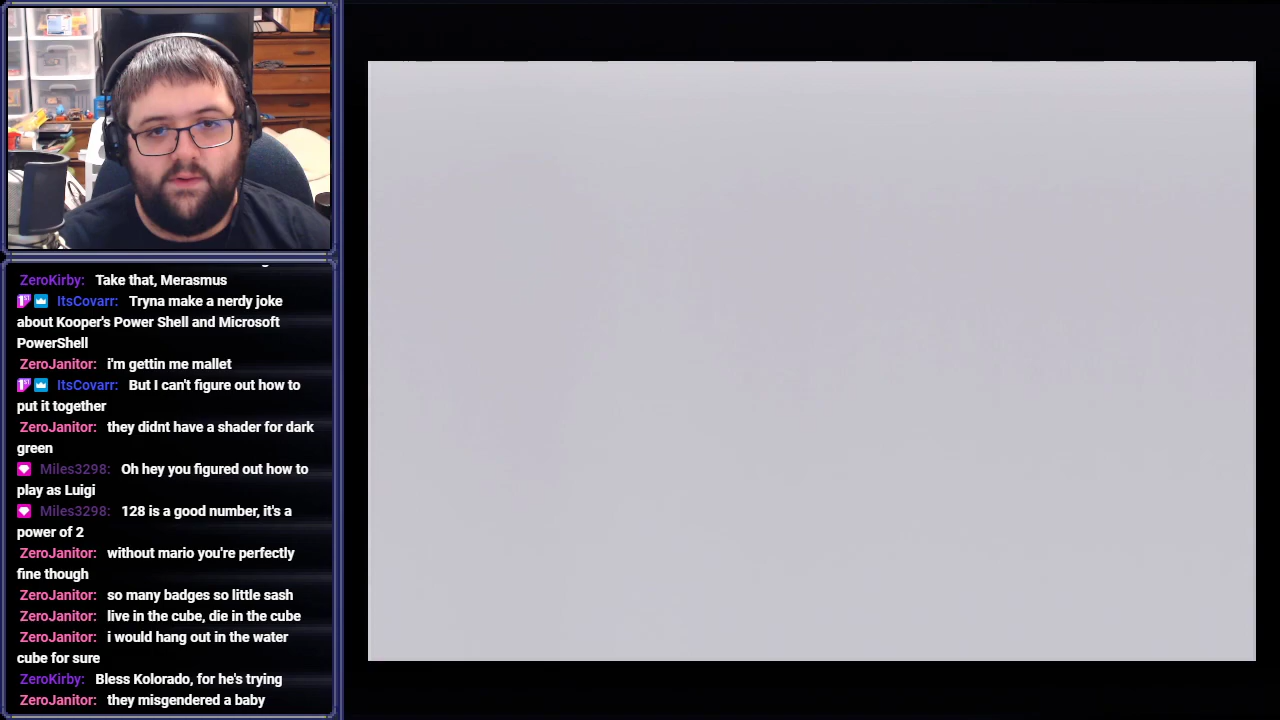 ZeroKirby: Take that, Merasmus
ItsCovarr: Tryna make a nerdy joke
about Kooper's Power Shell and Microsoft
PowerShell
ZeroJanitor: i'm gettin me mallet
ItsCovarr: But I can't figure out how to
put it together
ZeroJanitor: they didnt have a shader for dark
green
Miles3298: Oh hey you figured out how to
play as Luigi
Miles3298: 128 is a good number, it's a
power of 2
ZeroJanitor: without mario you're perfectly
fine though
ZeroJanitor: so many badges so little sash
ZeroJanitor: live in the cube, die in the cube
ZeroJanitor: i would hang out in the water
cube for sure
ZeroKirby: Bless Kolorado, for he's trying
ZeroJanitor: they misgendered a baby